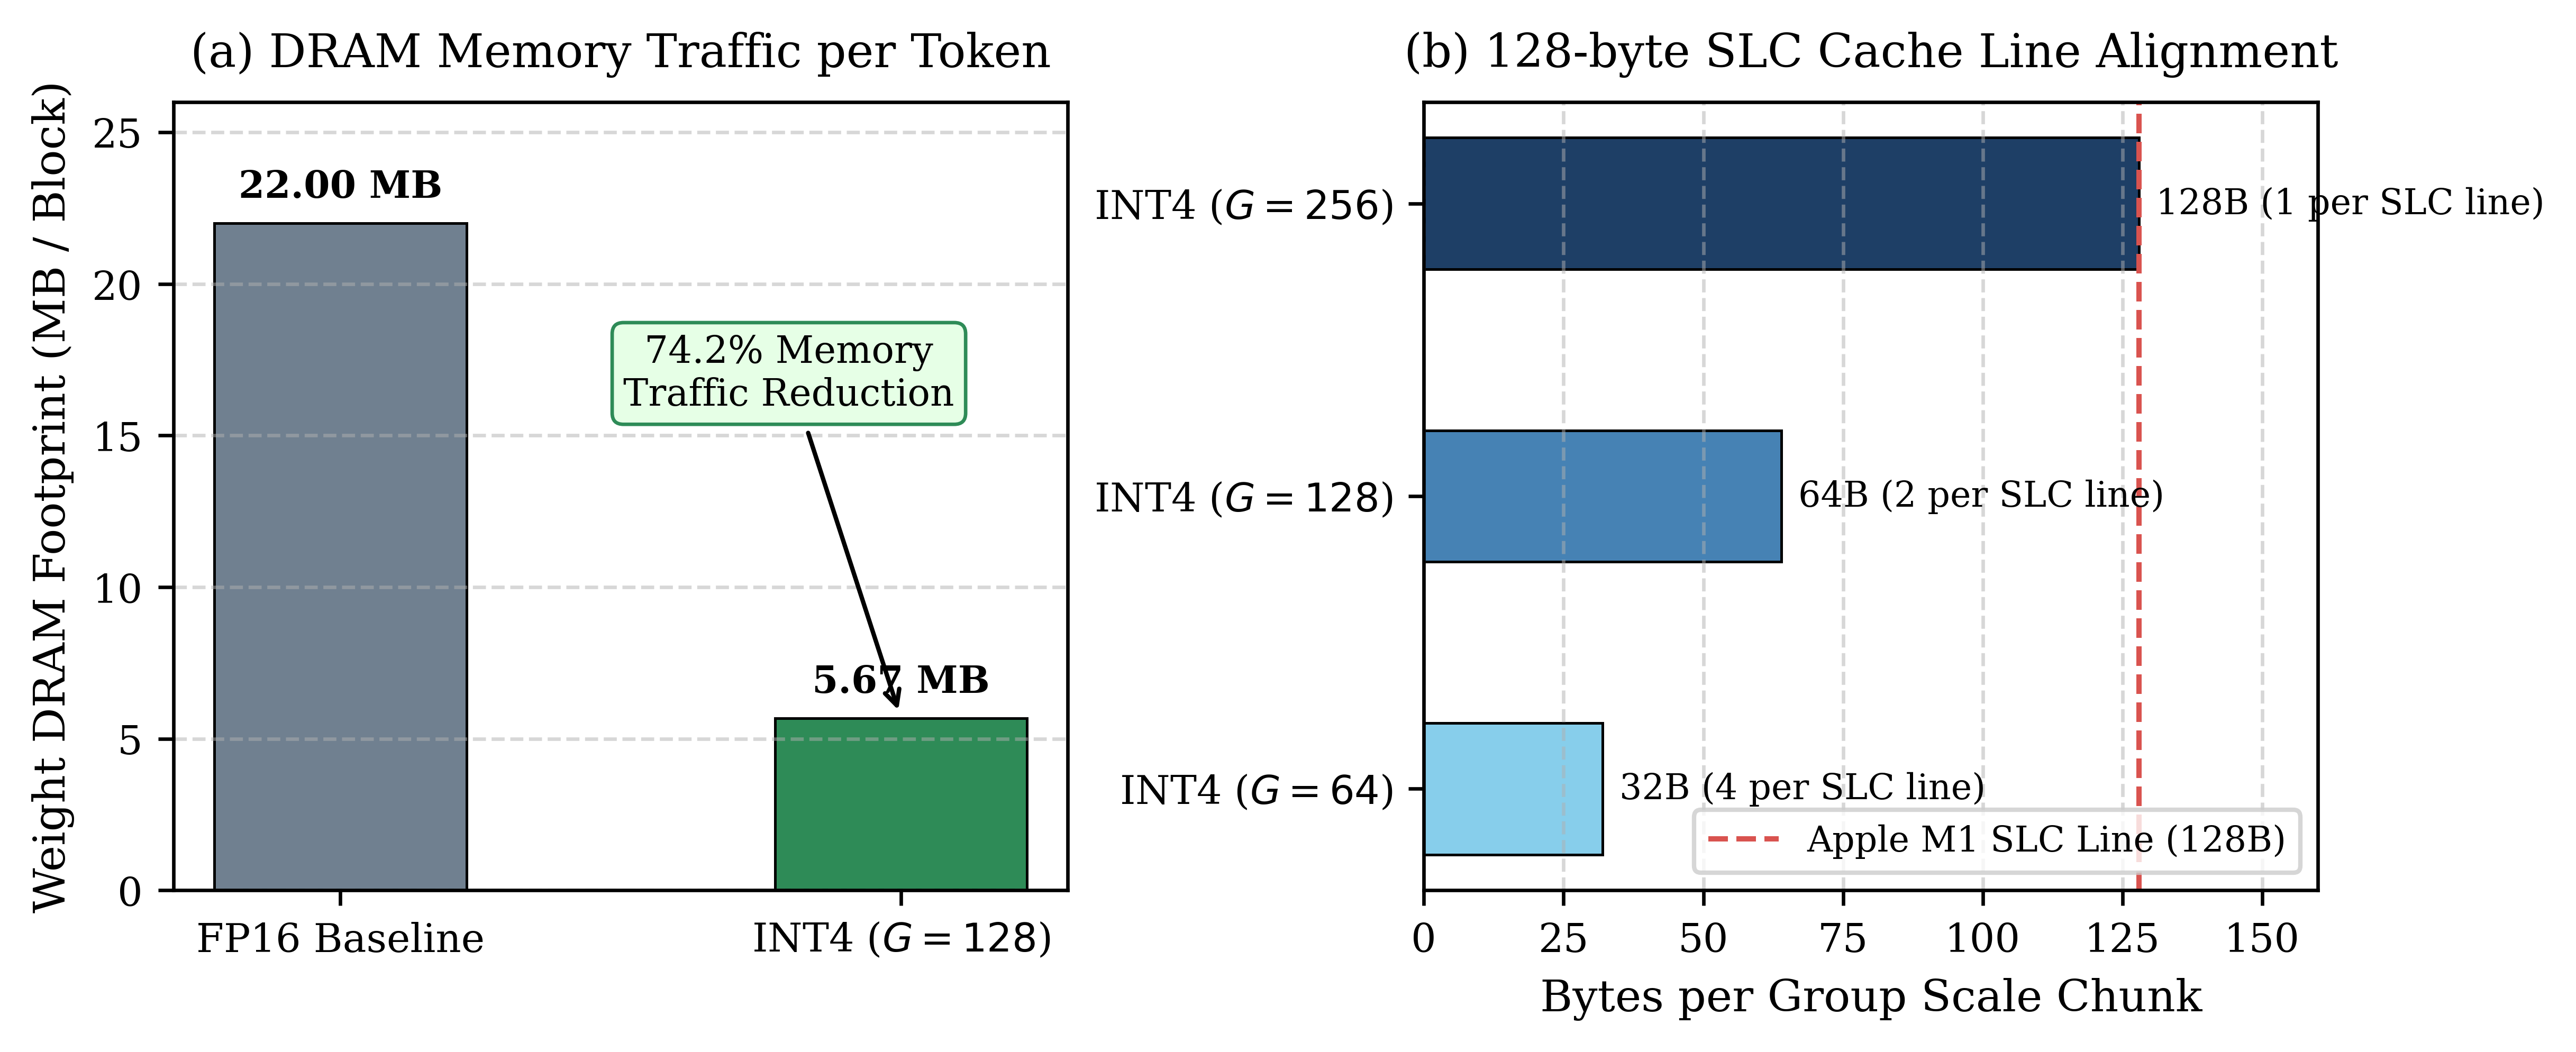 (a) DRAM Memory Traffic per Token
Weight DRAM Footprint (MB / Block)
25
20
15
10
5
0
22.00 MB
74.2% Memory
Traffic Reduction
5.67 MB
FP16 Baseline
INT4 (G = 128)
(b) 128-byte SLC Cache Line Alignment
INT4 (G = 256)
128B (1 per SLC line)
INT4 (G = 128)
64B (2 per SLC line)
INT4 (G = 64)
32B (4 per SLC line)
Apple M1 SLC Line (128B)
0 25 50 75 100 125 150
Bytes per Group Scale Chunk